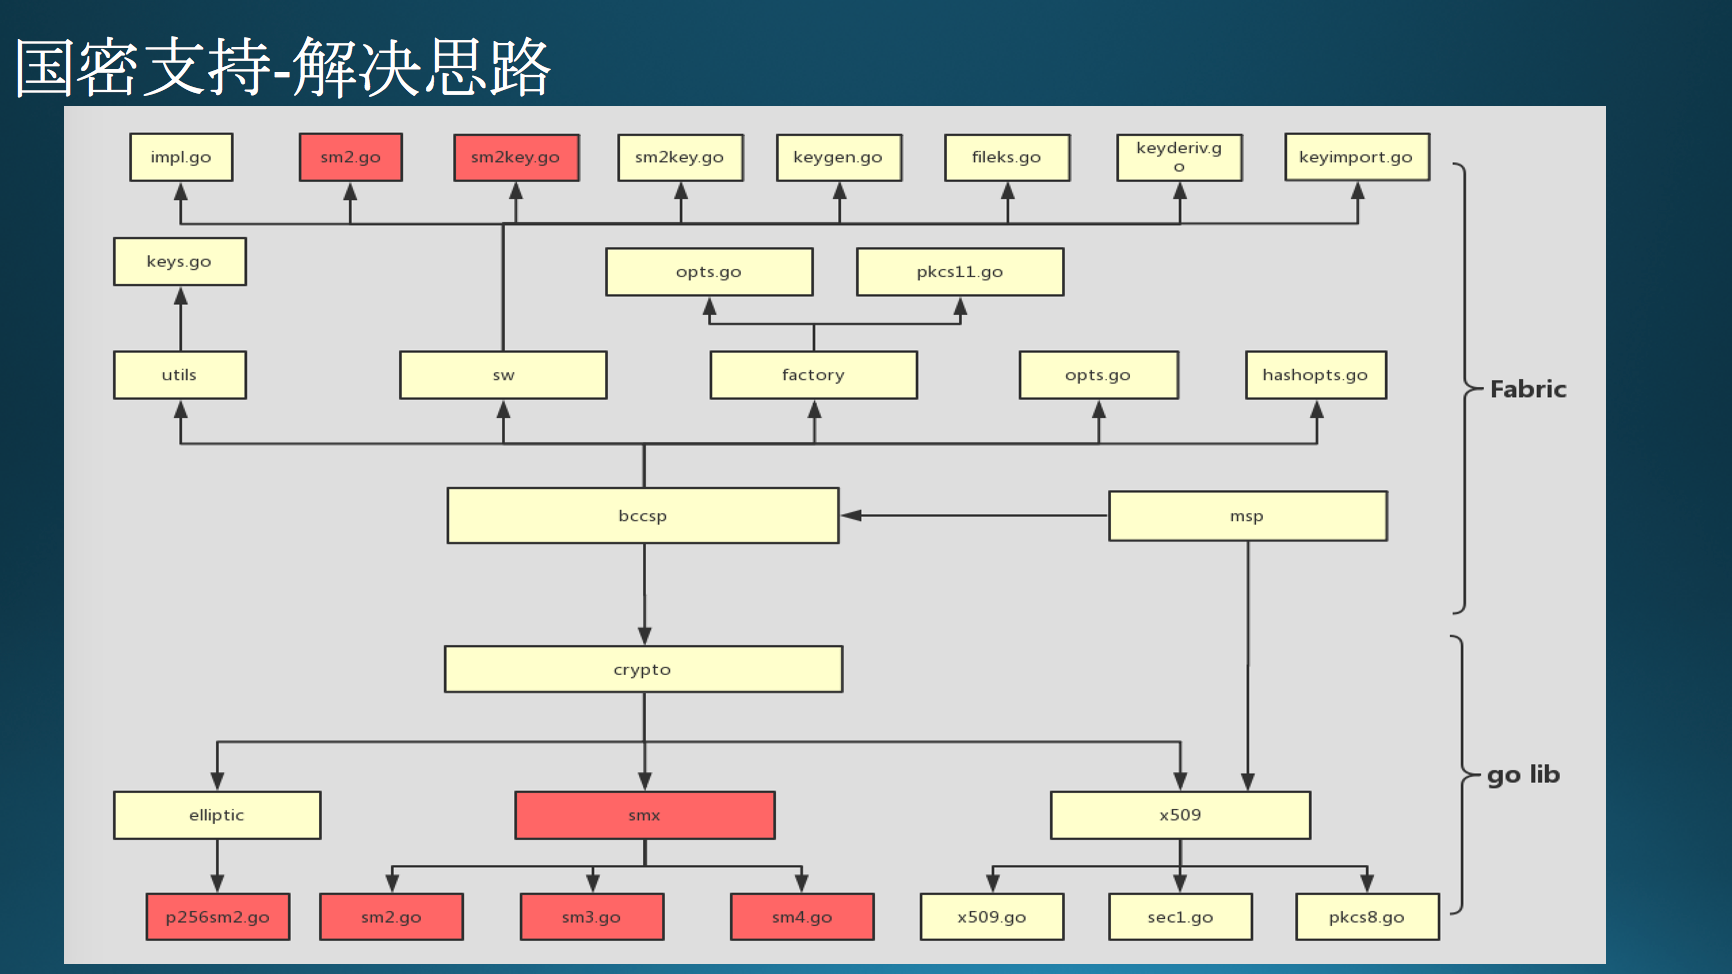 国密支持-解决思路
impl.go
sm2.go
sm2key.go
sm2key.go
keygen.go
fileks.go
keyderiv.g
o
keyimport.go
keys.go
opts.go
pkcs11.go
utils
sw
factory
opts.go
hashopts.go
Fabric
bccsp
msp
crypto
go lib
elliptic
smx
x509
p256sm2.go
sm2.go
sm3.go
sm4.go
x509.go
sec1.go
pkcs8.go